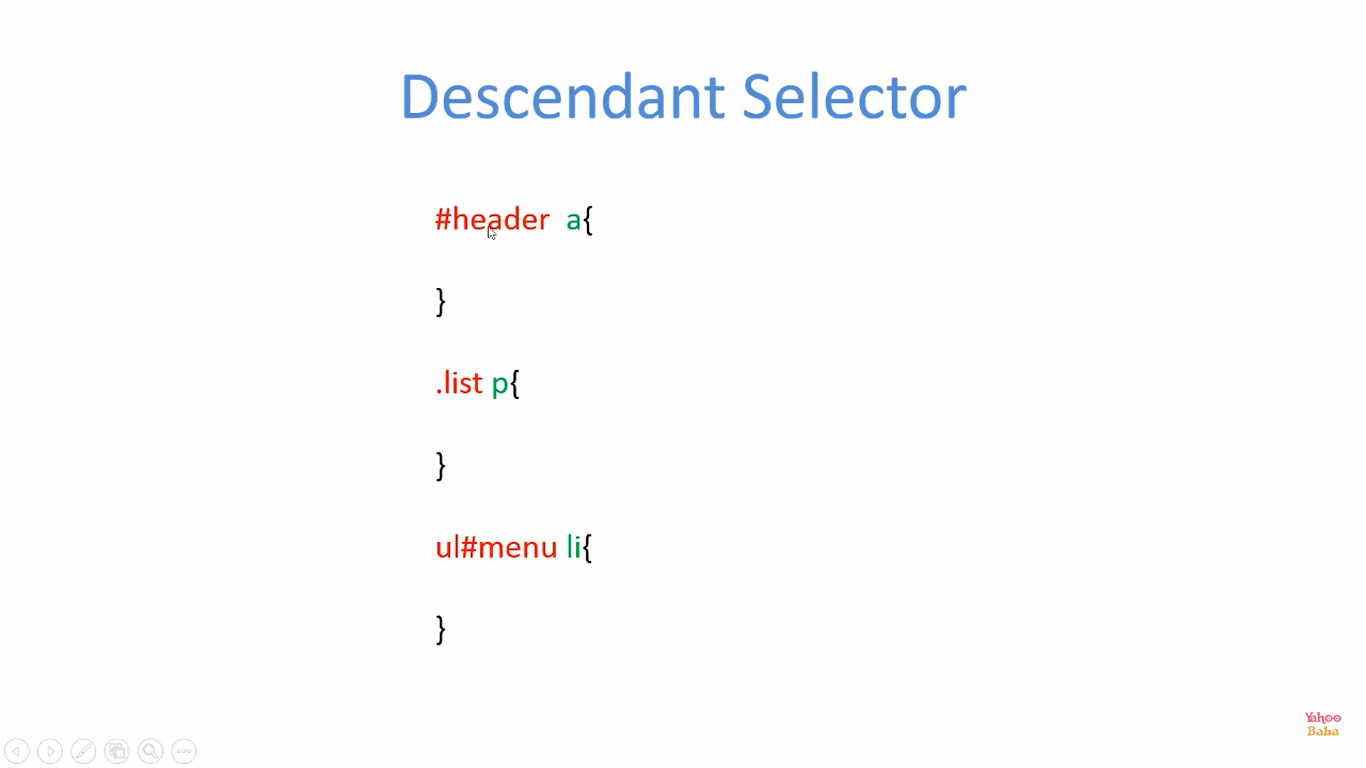 Descendant Selector
#header a{
}
.list p{
}
ul#menu li{
}
Yahoo
Baba